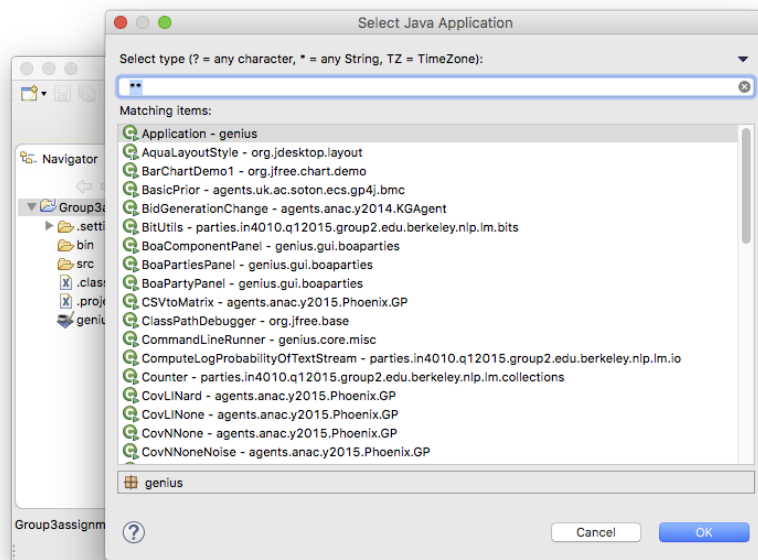 Select Java Application
Select type (? = any character, * = any String, TZ = TimeZone):
**
Matching items:
Application - genius
AquaLayoutStyle - org.jdesktop.layout
BarChartDemo1 - org.jfree.chart.demo
BasicPrior - agents.uk.ac.soton.ecs.gp4j.bmc
BidGenerationChange - agents.anac.y2014.KGAgent
BitUtils - parties.in4010.q12015.group2.edu.berkeley.nlp.lm.bits
BoaComponentPanel - genius.gui.boaparties
BoaPartiesPanel - genius.gui.boaparties
BoaPartyPanel - genius.gui.boaparties
CSVtoMatrix - agents.anac.y2015.Phoenix.GP
ClassPathDebugger - org.jfree.base
CommandLineRunner - genius.core.misc
ComputeLogProbabilityOfTextStream - parties.in4010.q12015.group2.edu.berkeley.nlp.lm.io
Counter - parties.in4010.q12015.group2.edu.berkeley.nlp.lm.collections
CovLINard - agents.anac.y2015.Phoenix.GP
CovLINone - agents.anac.y2015.Phoenix.GP
CovNNone - agents.anac.y2015.Phoenix.GP
CovNNoneNoise - agents.anac.y2015.Phoenix.GP
genius
?
Cancel
OK
Navigator
Group3a
.setti
bin
src
.class
.proje
geniu
Group3assignm